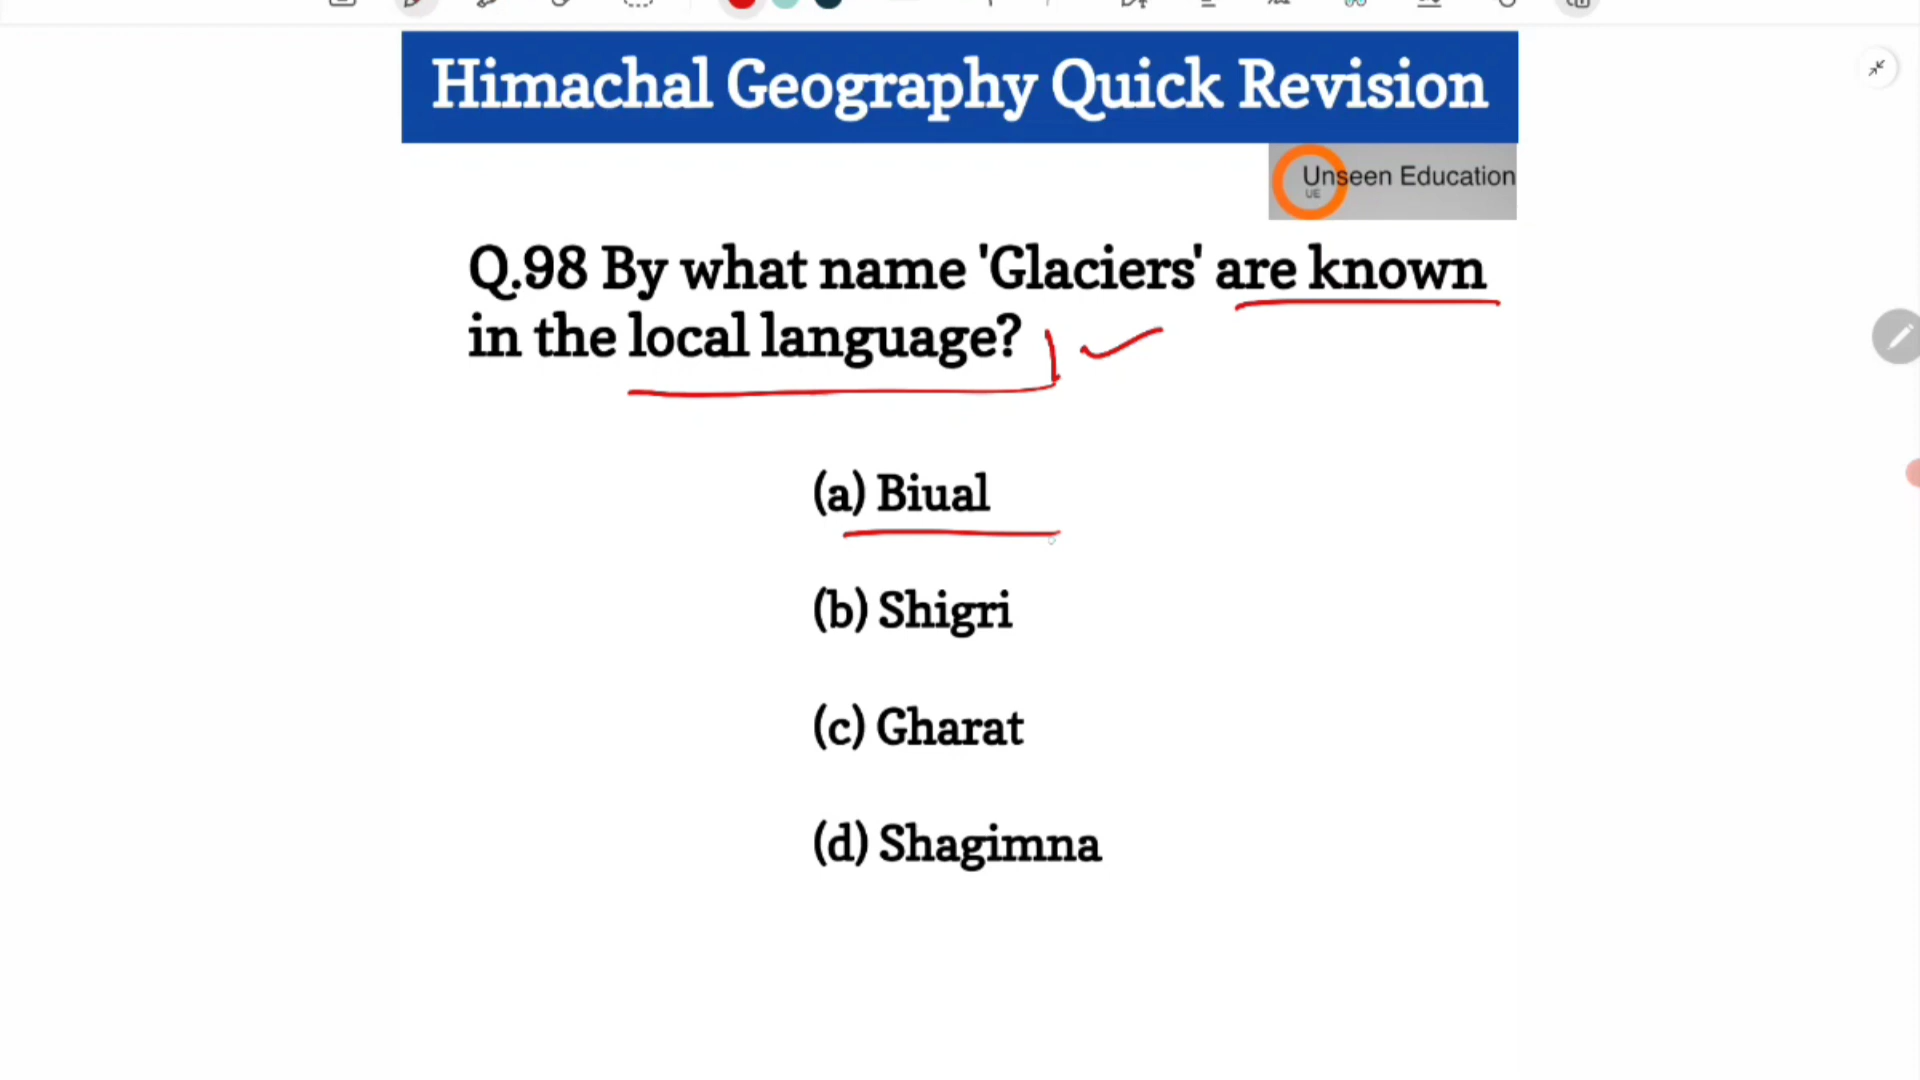 Himachal Geography Quick Revision
Unseen Education
UE
Q.98 By what name 'Glaciers' are known
in the local language?
(a) Biual
(b) Shigri
(c) Gharat
(d) Shagimna